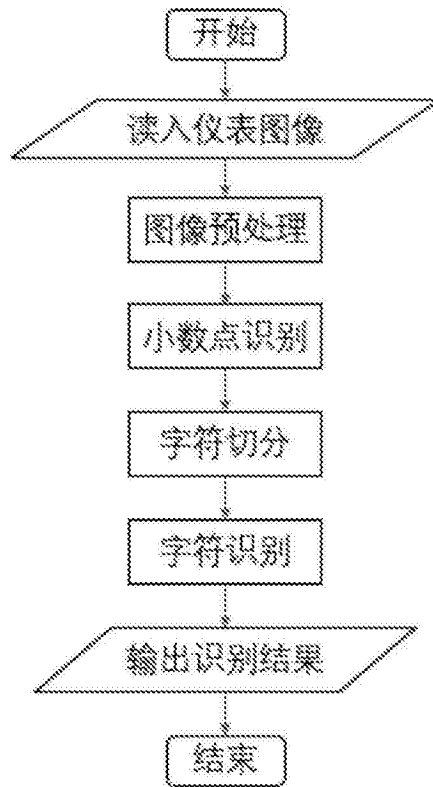 开始
读入仪表图像
图像预处理
小数点识别
字符切分
字符识别
输出识别结果
结束